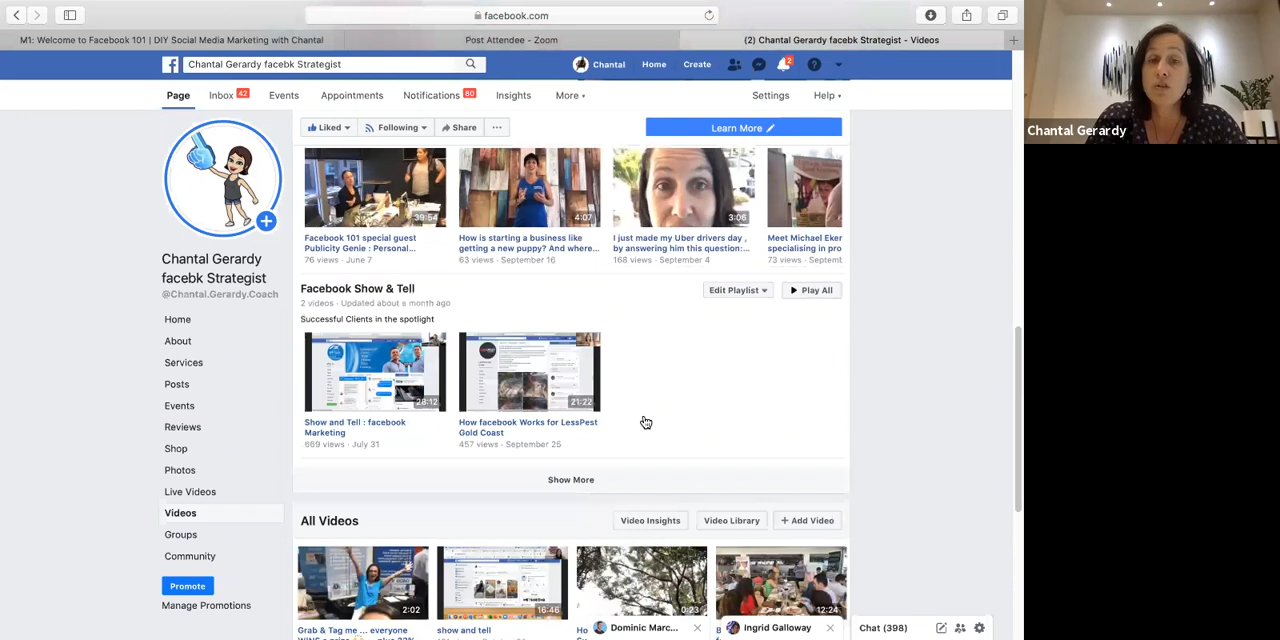 facebook.com
M1: Welcome to Facebook 101 | DIY Social Media Marketing with Chantal
Post Attendee - Zoom
(2) Chantal Gerardy facebk Strategist - Videos
Chantal Gerardy facebk Strategist
Chantal
Home
Create
2
Page
Inbox 42
Events
Appointments
Notifications 80
Insights
More
Settings
Help
Liked
Following
Share
Learn More
Chantal Gerardy
facebk Strategist
@Chantal.Gerardy.Coach
Home
About
Services
Posts
Events
Reviews
Shop
Photos
Live Videos
Videos
Groups
Community
Promote
Manage Promotions
39:54
Facebook 101 special guest
Publicity Genie : Personal...
76 views · June 7
4:07
How is starting a business like
getting a new puppy? And where...
63 views · September 16
3:06
I just made my Uber drivers day ,
by answering him this question:...
168 views · September 4
Meet Michael Eker
specialising in pro
73 views · Septemb
Facebook Show & Tell
2 videos · Updated about a month ago
Successful Clients in the spotlight
Edit Playlist
Play All
28:12
Show and Tell : facebook
Marketing
669 views · July 31
21:22
How facebook Works for LessPest
Gold Coast
457 views · September 25
Show More
All Videos
Video Insights
Video Library
+ Add Video
2:02
Grab & Tag me ... everyone
16:46
show and tell
0:23
Ho
12:24
Dominic Marc...
Ingrid Galloway
Chat (398)
Chantal Gerardy